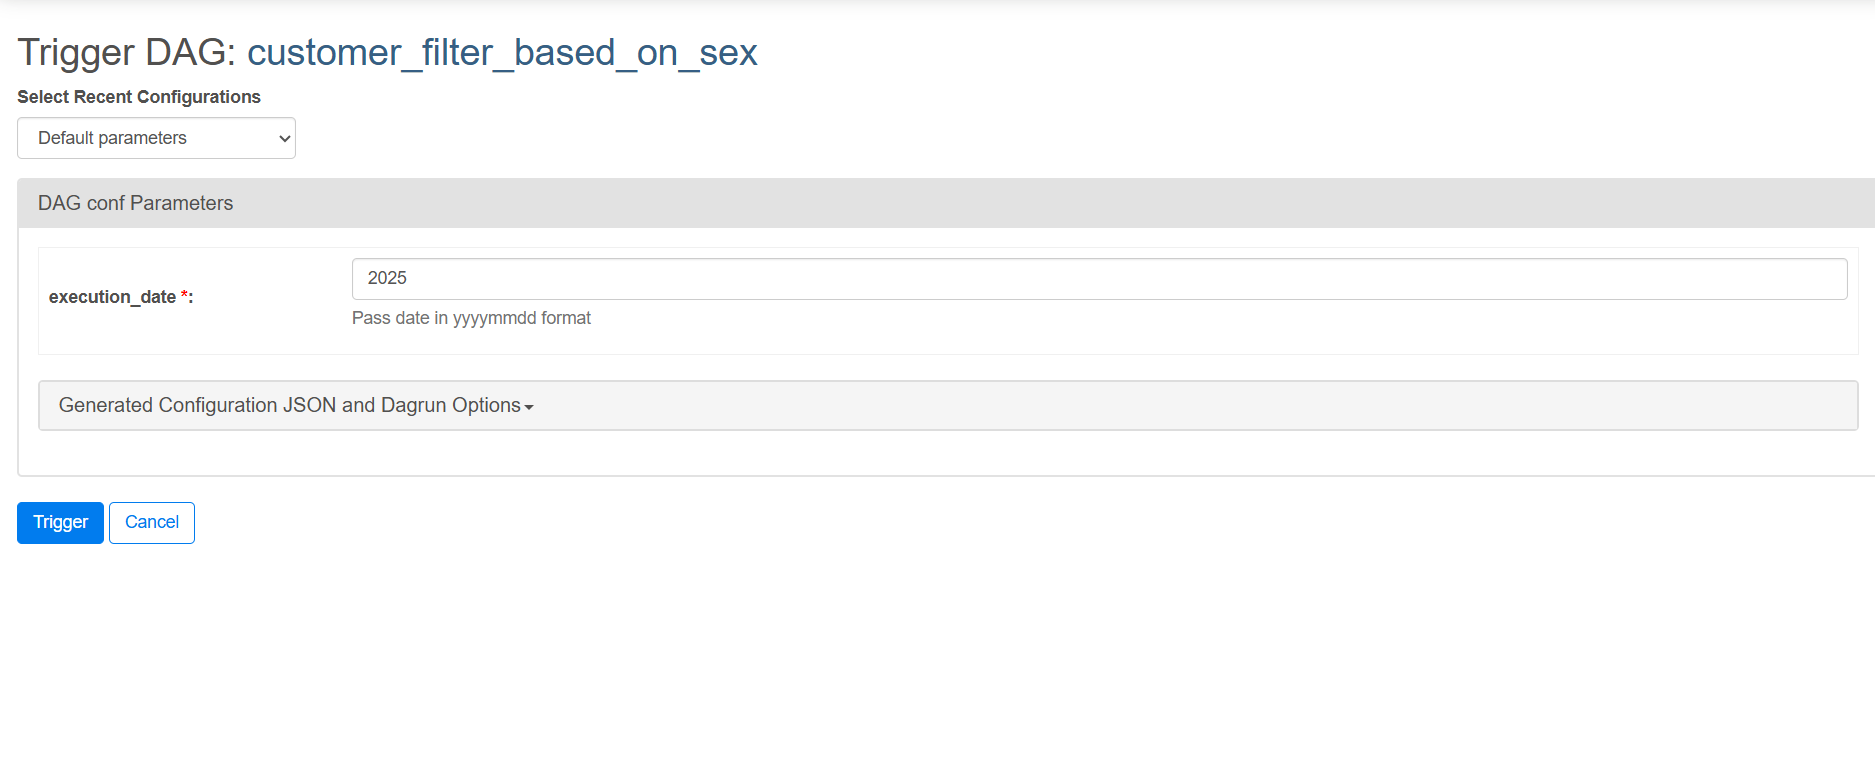 Trigger DAG: customer_filter_based_on_sex
Select Recent Configurations
Default parameters
DAG conf Parameters
execution_date *:
2025
Pass date in yyyymmdd format
Generated Configuration JSON and Dagrun Options
Trigger Cancel